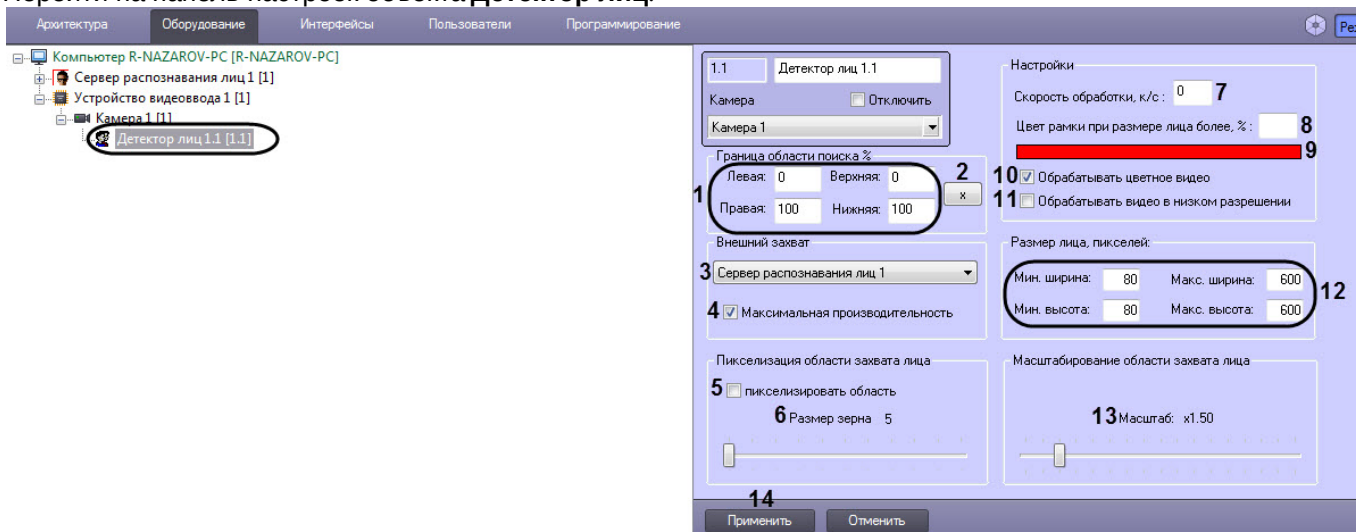 Перейти на панель настройки объекта Детектор лиц.
Архитектура Оборудование Интерфейсы Пользователи Программирование
Компьютер R-NAZAROV-PC [R-NAZAROV-PC]
Сервер распознавания лиц 1 [1]
Устройство видеоввода 1 [1]
Камера 1 [1]
Детектор лиц 1.1 [1.1]
1.1 Детектор лиц 1.1
Камера Отключить
Камера 1
Граница области поиска %
Левая: 0 Верхняя: 0 2
1 x
Правая: 100 Нижняя: 100
Внешний захват
3 Сервер распознавания лиц 1
4 Максимальная производительность
Пикселизация области захвата лица
5 пикселизировать область
6 Размер зерна 5
Настройки
Скорость обработки, к/с : 0 7
Цвет рамки при размере лица более, % : 8
9
10 Обрабатывать цветное видео
11 Обрабатывать видео в низком разрешении
Размер лица, пикселей:
Мин. ширина: 80 Макс. ширина: 600
12
Мин. высота: 80 Макс. высота: 600
Масштабирование области захвата лица
13 Масштаб: x1.50
14
Применить Отменить